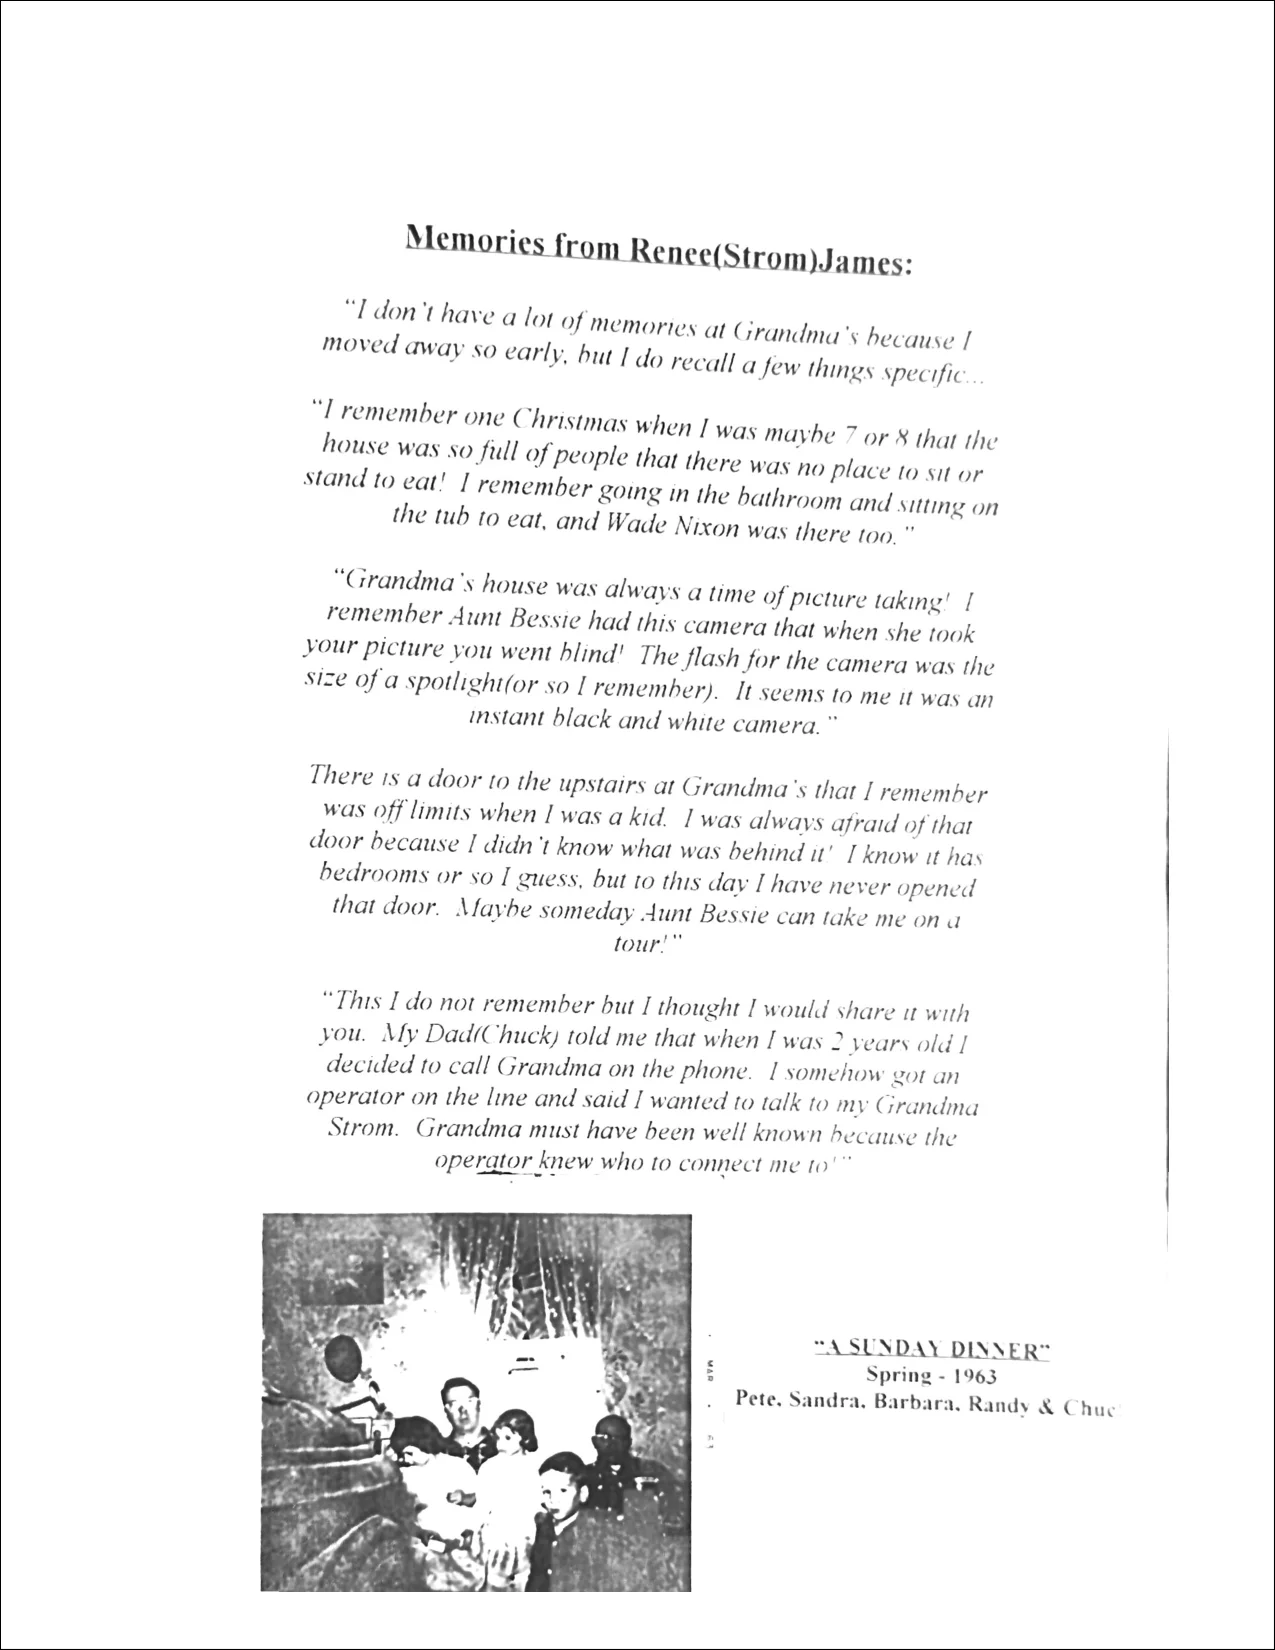 Memories from Renee(Strom)James:
“I don't have a lot of memories at Grandma's because I
moved away so early, but I do recall a few things specific...
“I remember one Christmas when I was maybe 7 or 8 that the
house was so full of people that there was no place to sit or
stand to eat! I remember going in the bathroom and sitting on
the tub to eat, and Wade Nixon was there too.”
“Grandma's house was always a time of picture taking! I
remember Aunt Bessie had this camera that when she took
your picture you went blind! The flash for the camera was the
size of a spotlight(or so I remember). It seems to me it was an
instant black and white camera.”
There is a door to the upstairs at Grandma's that I remember
was off limits when I was a kid. I was always afraid of that
door because I didn't know what was behind it! I know it has
bedrooms or so I guess, but to this day I have never opened
that door. Maybe someday Aunt Bessie can take me on a
tour!”
“This I do not remember but I thought I would share it with
you. My Dad(Chuck) told me that when I was 2 years old I
decided to call Grandma on the phone. I somehow got an
operator on the line and said I wanted to talk to my Grandma
Strom. Grandma must have been well known because the
operator knew who to connect me to!”
“A SUNDAY DINNER”
Spring - 1963
Pete, Sandra, Barbara, Randy & Chuc
MAR